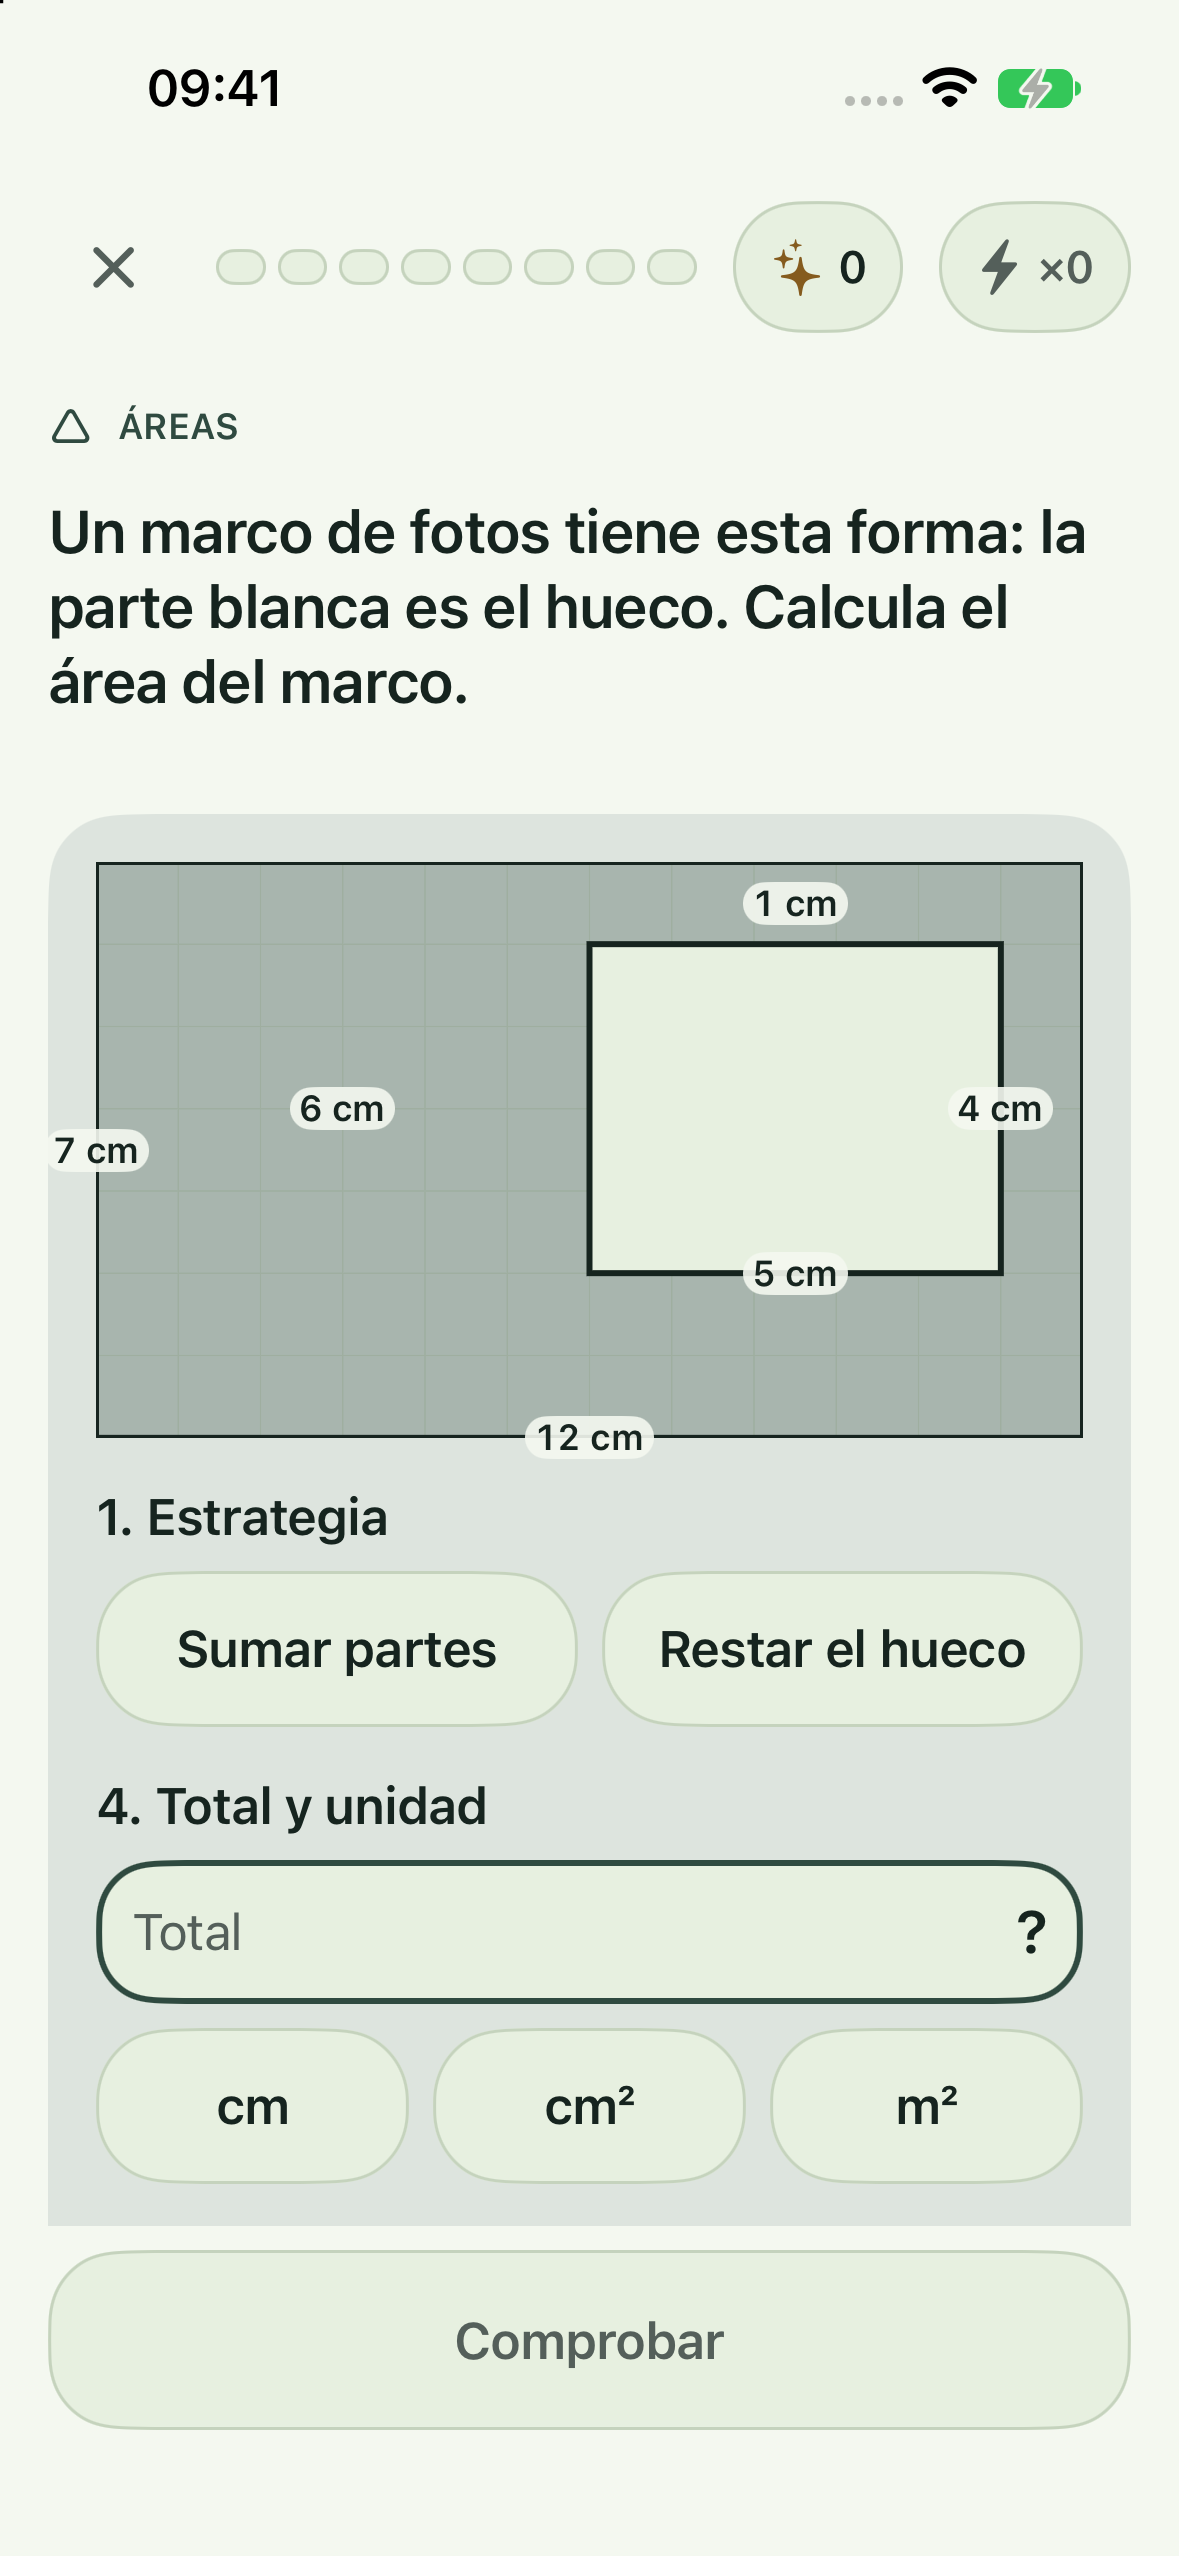 09:41
0
×0
ÁREAS
Un marco de fotos tiene esta forma: la
parte blanca es el hueco. Calcula el
área del marco.
1 cm
6 cm
4 cm
7 cm
5 cm
12 cm
1. Estrategia
Sumar partes
Restar el hueco
4. Total y unidad
Total
?
cm
cm²
m²
Comprobar